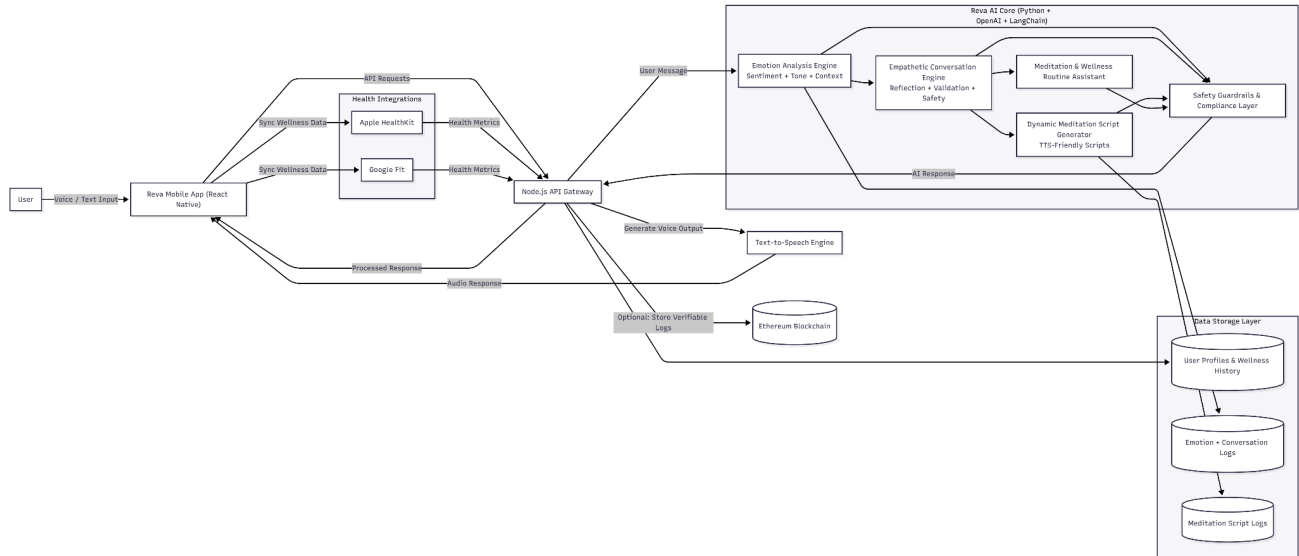 Reva AI Core (Python +
OpenAI + LangChain)
Emotion Analysis Engine
Sentiment + Tone + Context
Empathetic Conversation
Engine
Reflection + Validation +
Safety
Meditation & Wellness
Routine Assistant
Dynamic Meditation Script
Generator
TTS-Friendly Scripts
Safety Guardrails &
Compliance Layer
User Message
API Requests
Health Integrations
Apple HealthKit
Google Fit
Sync Wellness Data
Sync Wellness Data
Health Metrics
Health Metrics
User
Voice / Text Input
Reva Mobile App (React
Native)
Node.js API Gateway
AI Response
Generate Voice Output
Text-to-Speech Engine
Processed Response
Audio Response
Optional: Store Verifiable
Logs
Ethereum Blockchain
Data Storage Layer
User Profiles & Wellness
History
Emotion + Conversation
Logs
Meditation Script Logs